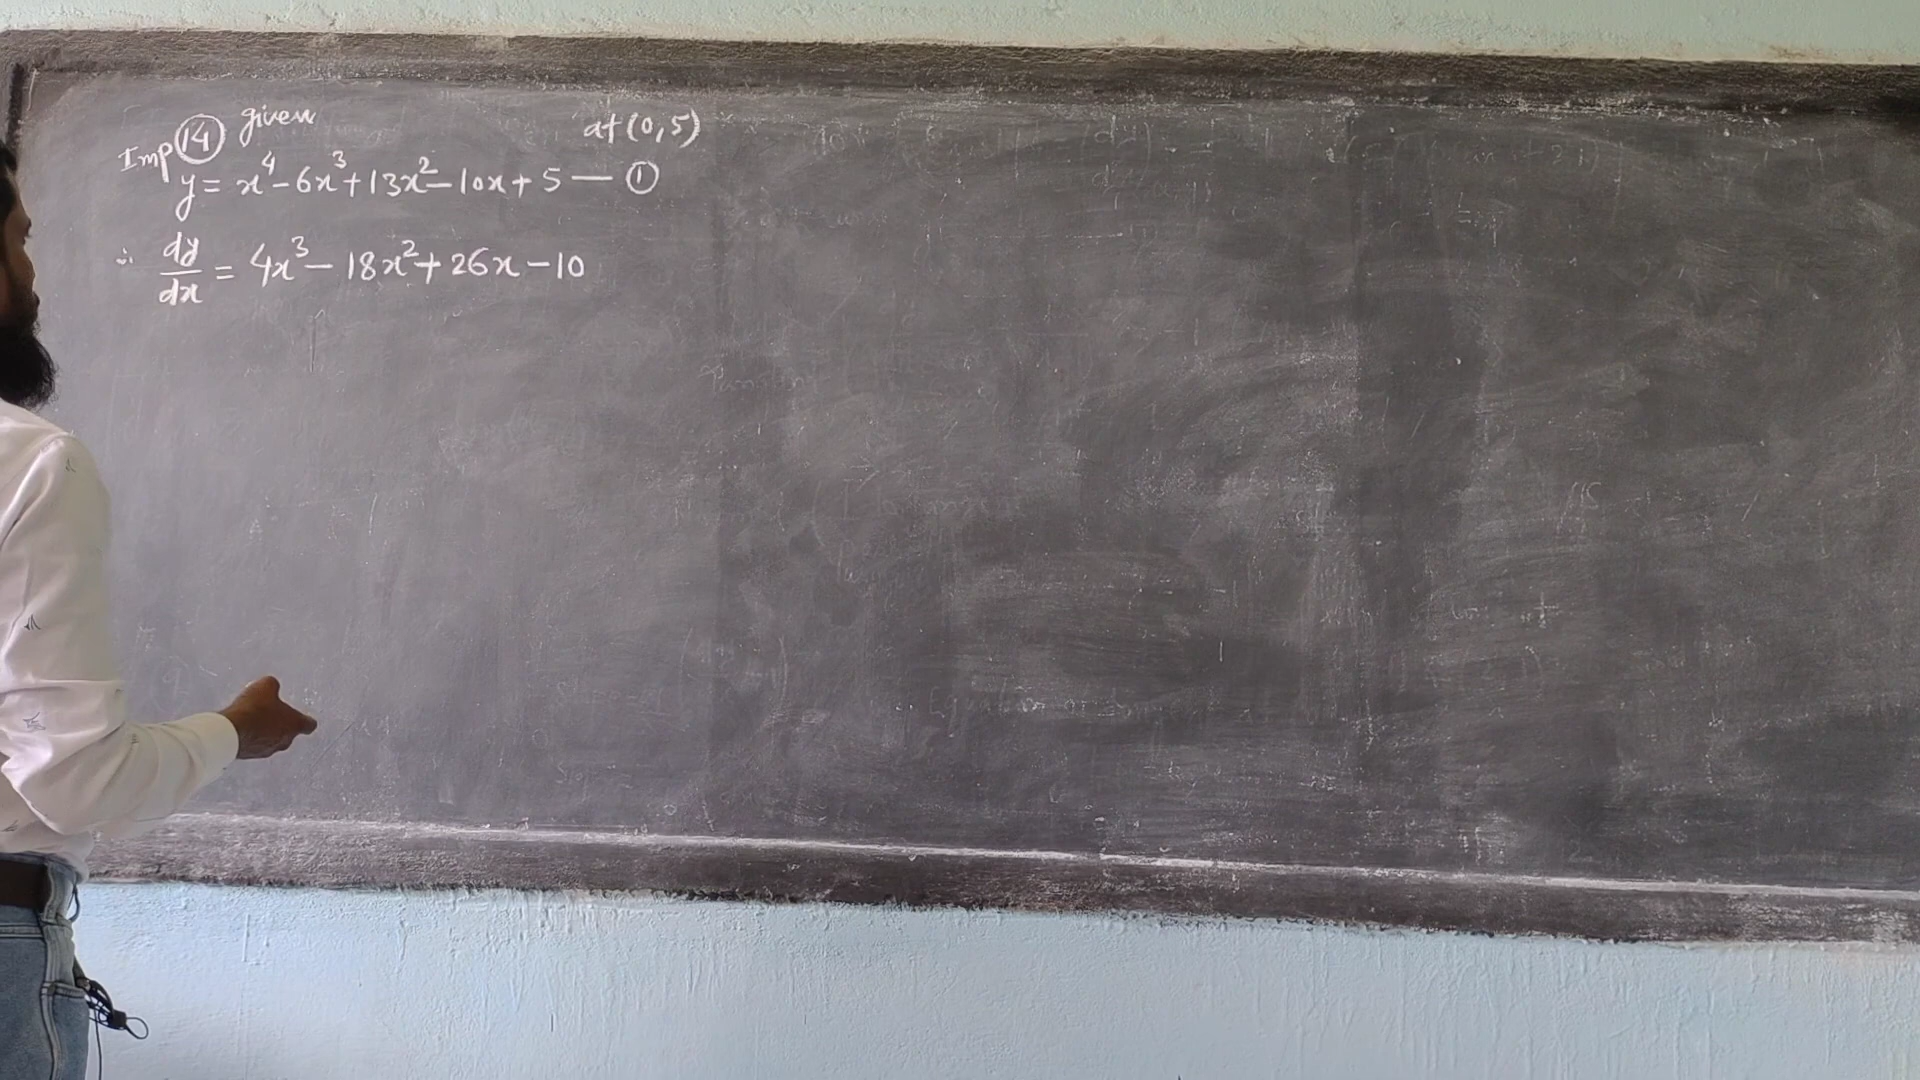 Imp ⑭ given at (0,5)
y = x⁴ - 6x³ + 13x² - 10x + 5 — ①
∴ dy/dx = 4x³ - 18x² + 26x - 10